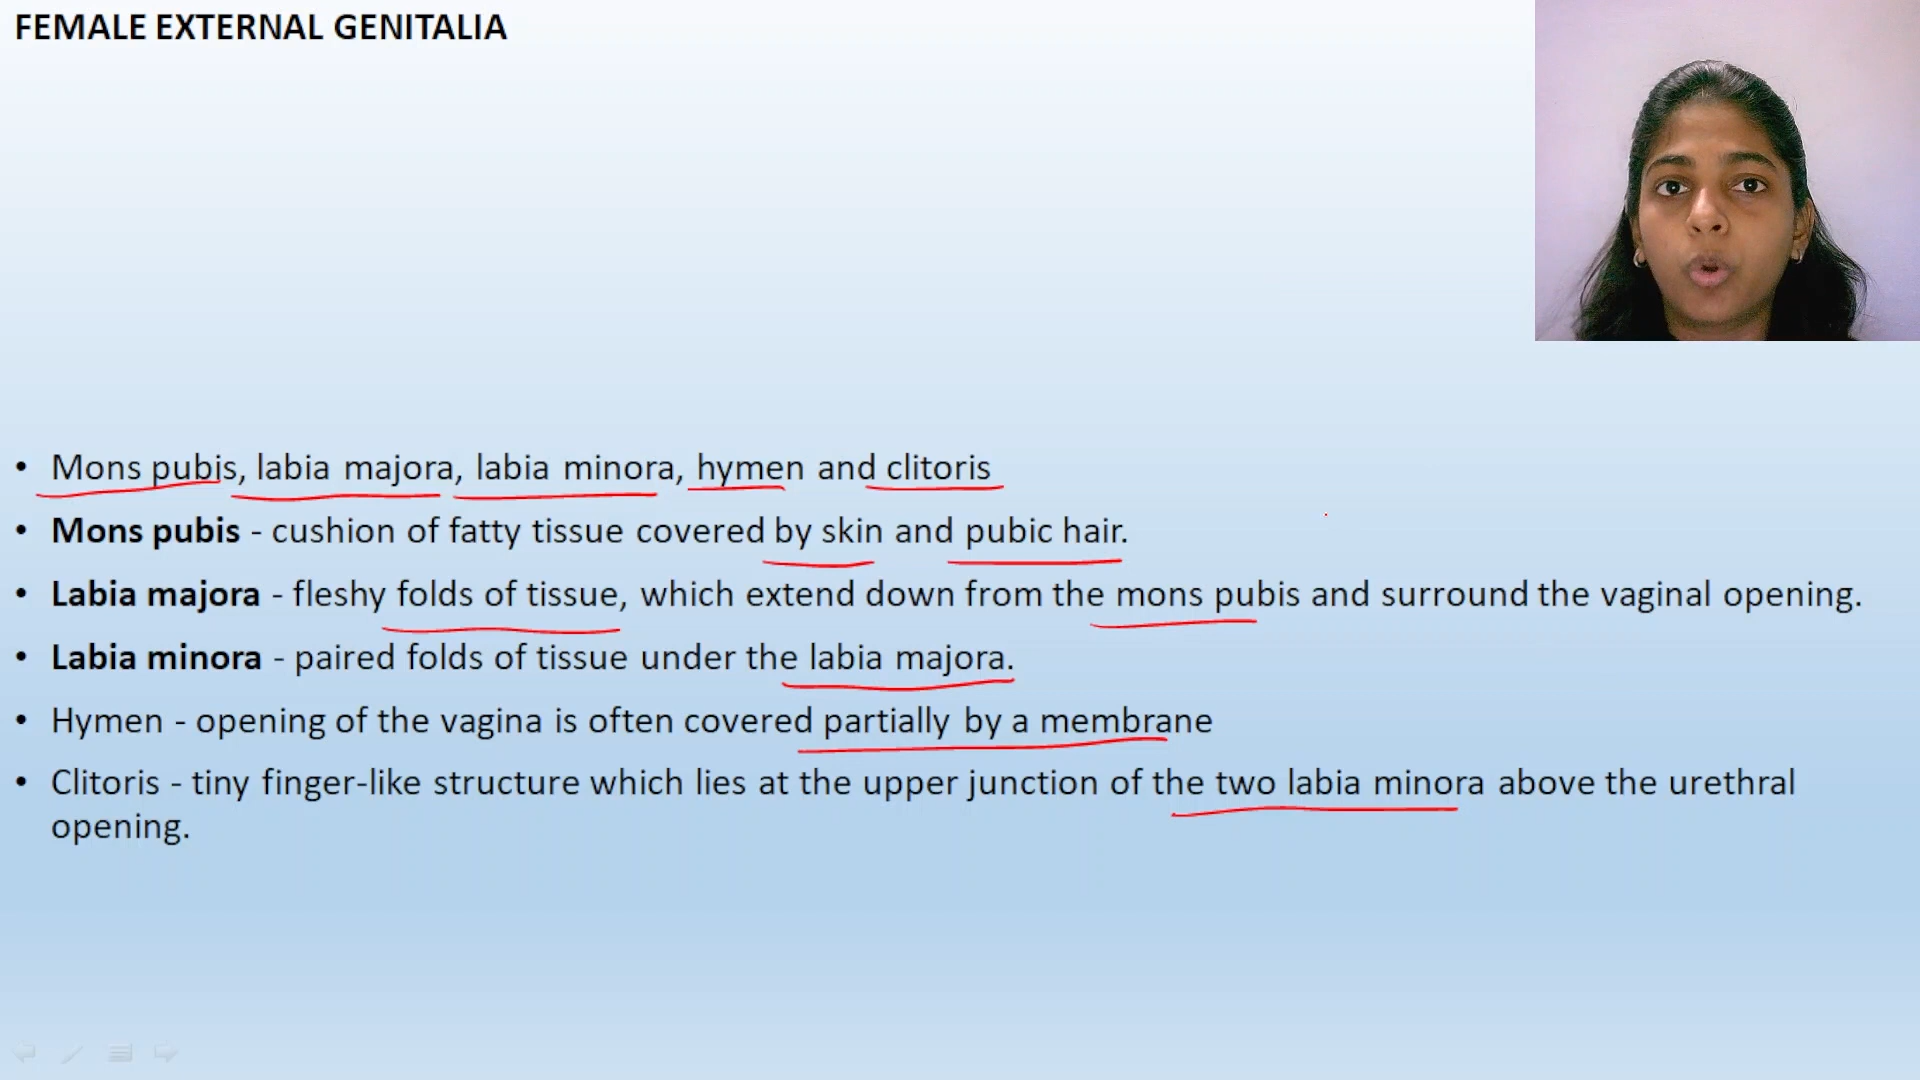 FEMALE EXTERNAL GENITALIA
• Mons pubis, labia majora, labia minora, hymen and clitoris
• Mons pubis - cushion of fatty tissue covered by skin and pubic hair.
• Labia majora - fleshy folds of tissue, which extend down from the mons pubis and surround the vaginal opening.
• Labia minora - paired folds of tissue under the labia majora.
• Hymen - opening of the vagina is often covered partially by a membrane
• Clitoris - tiny finger-like structure which lies at the upper junction of the two labia minora above the urethral
opening.